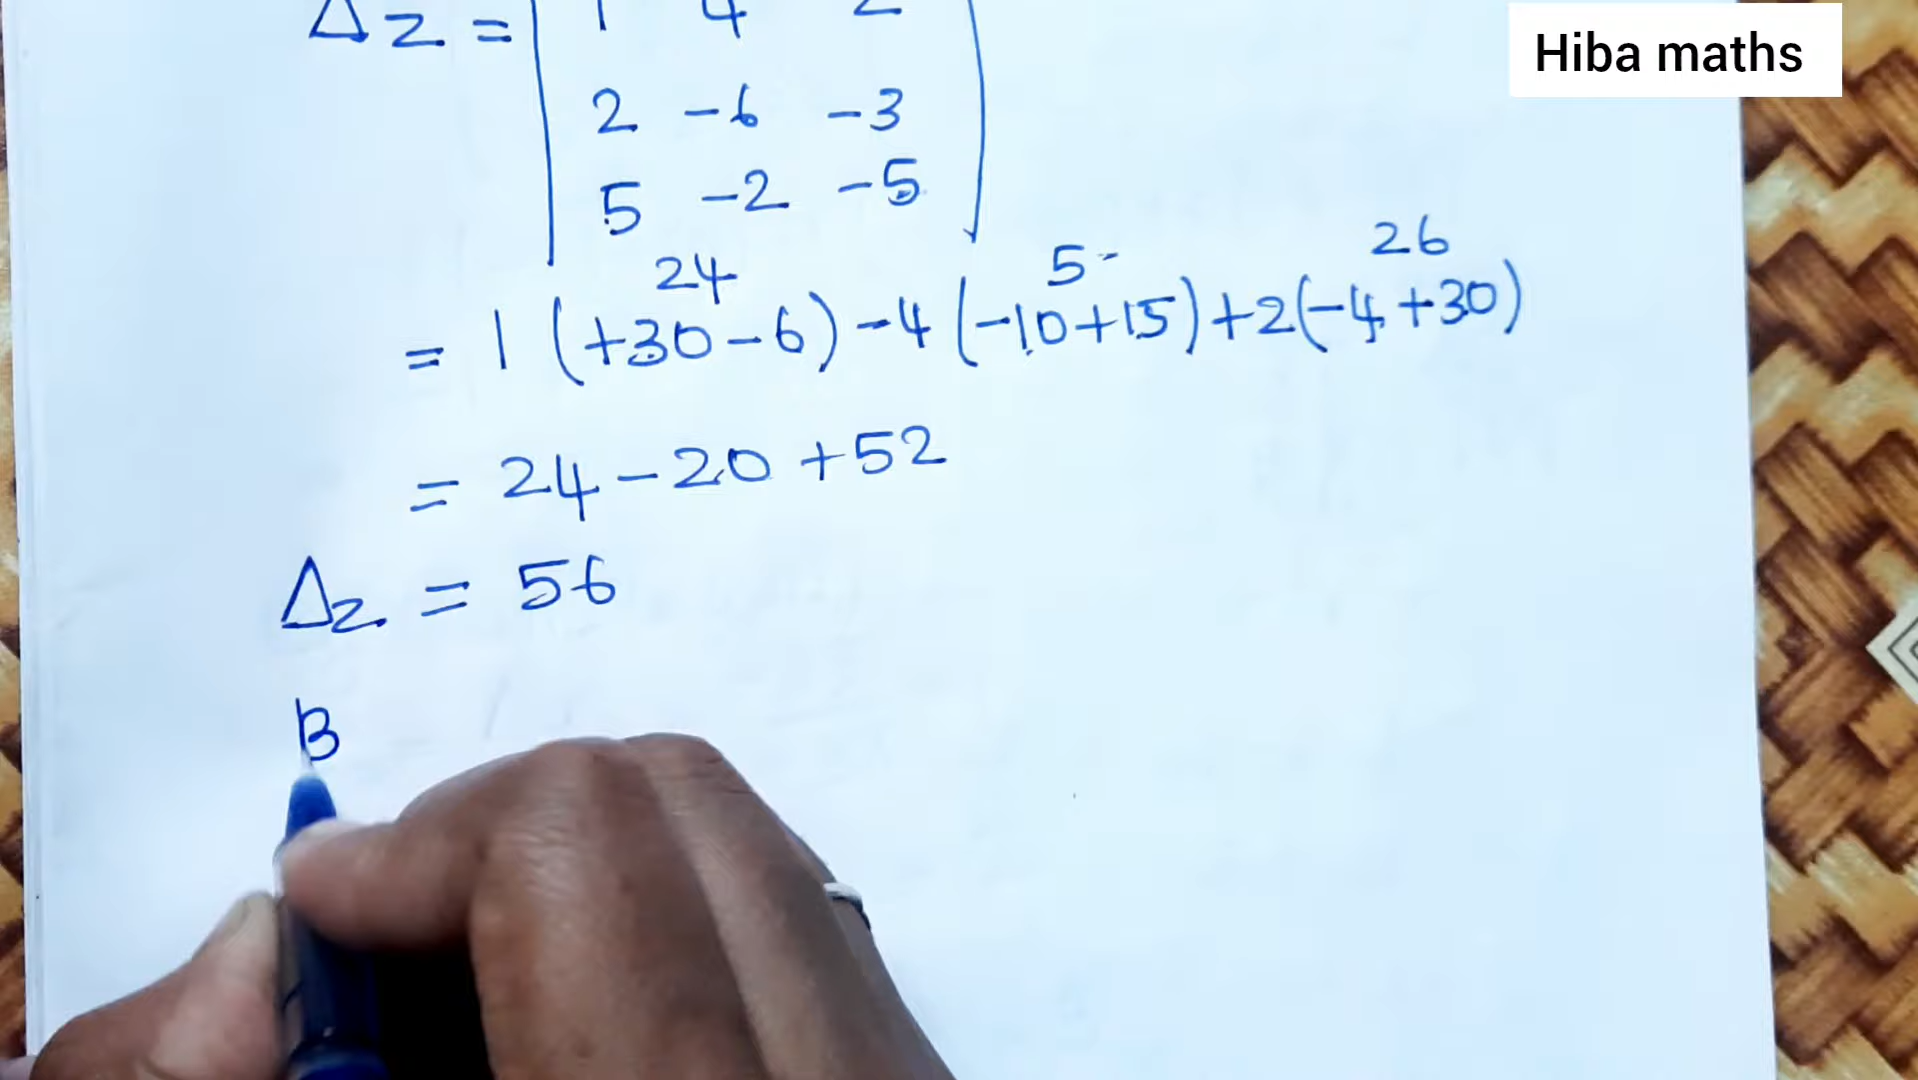 Hiba maths
Δz = | 1 4 2 |
2 -6 -3
5 -2 -5
24 5- 26
= 1 (+30-6) -4 (-10+15) +2(-4+30)
= 24 -20 +52
Δz = 56
B